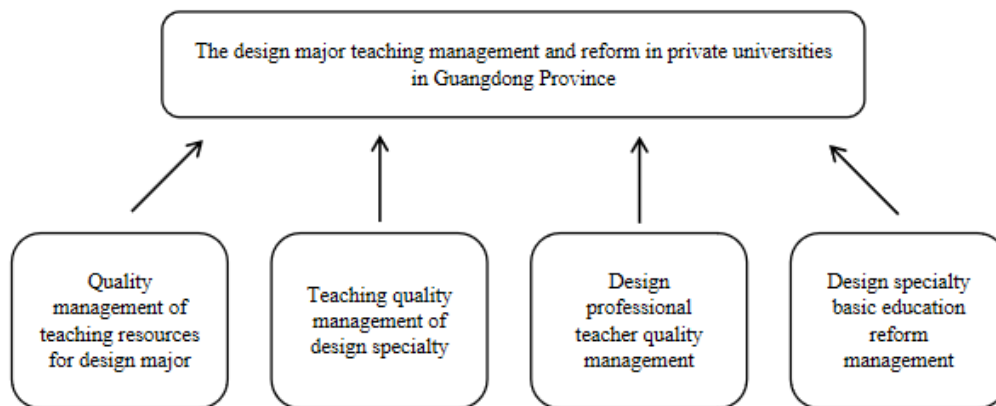 The design major teaching management and reform in private universities
in Guangdong Province
Quality
management of
teaching resources
for design major
Teaching quality
management of
design specialty
Design
professional
teacher quality
management
Design specialty
basic education
reform
management